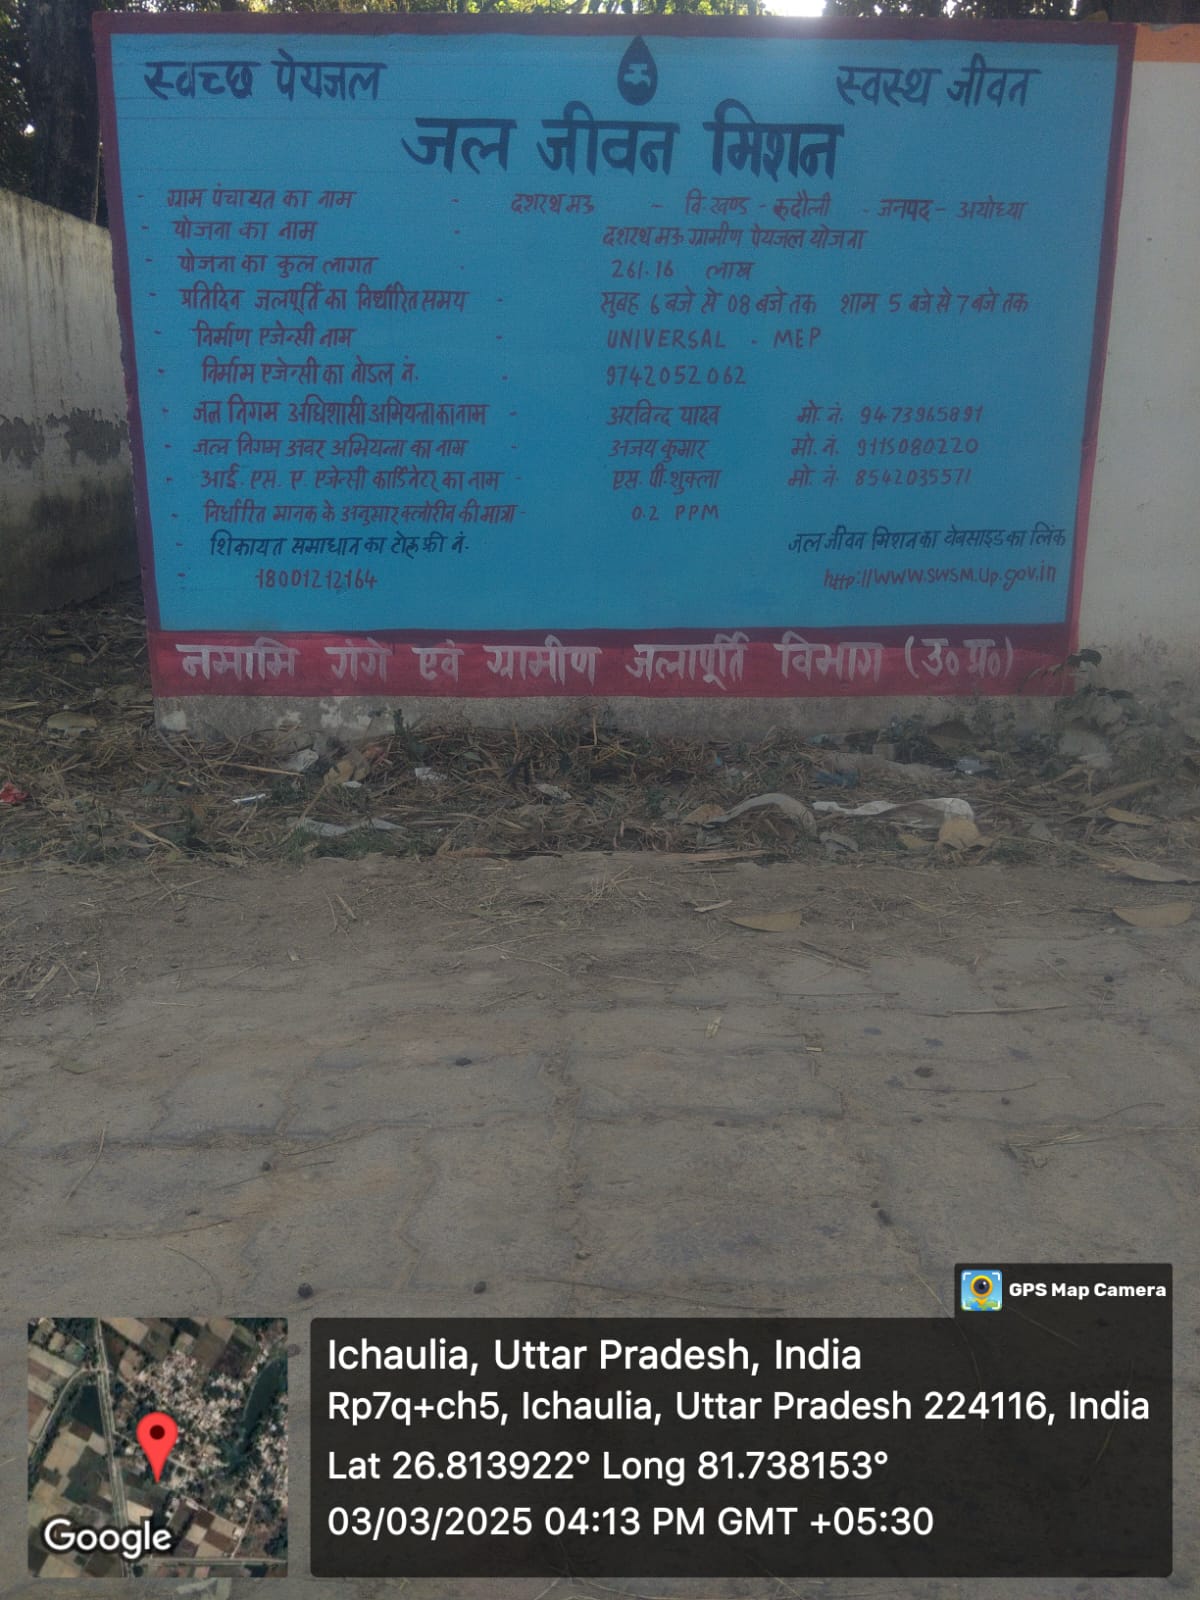 स्वच्छ पेयजल स्वस्थ जीवन
जल जीवन मिशन
- ग्राम पंचायत का नाम - दशरथ मऊ - वि. खण्ड - रूदौली - जनपद - अयोध्या
- योजना का नाम - दशरथ मऊ ग्रामीण पेयजल योजना
- योजना का कुल लागत - 261.16 लाख
- प्रतिदिन जलपूर्ति का निर्धारित समय - सुबह 6 बजे से 08 बजे तक शाम 5 बजे से 7 बजे तक
- निर्माण एजेन्सी नाम - UNIVERSAL - MEP
- निर्माम एजेन्सी का नोडल नं. - 9742052062
- जल निगम अधिशासी अभियन्ता का नाम - अरविन्द यादव मो. नं. 9473965891
- जल निगम अवर अभियन्ता का नाम - अजय कुमार मो. नं. 9115080220
- आई. एस. ए. एजेन्सी कार्डिनेटर का नाम - एस. पी. शुक्ला मो. नं. 8542035571
- निर्धारित मानक के अनुसार क्लोरीन की मात्रा - 0.2 PPM
- शिकायत समाधान का टोल फ्री नं. जल जीवन मिशन का वेबसाइड का लिंक
- 18001212164 http://www.swsm.up.gov.in
नमामि गंगे एवं ग्रामीण जलापूर्ति विभाग (उ० प्र०)
GPS Map Camera
Ichaulia, Uttar Pradesh, India
Rp7q+ch5, Ichaulia, Uttar Pradesh 224116, India
Lat 26.813922° Long 81.738153°
03/03/2025 04:13 PM GMT +05:30
Google